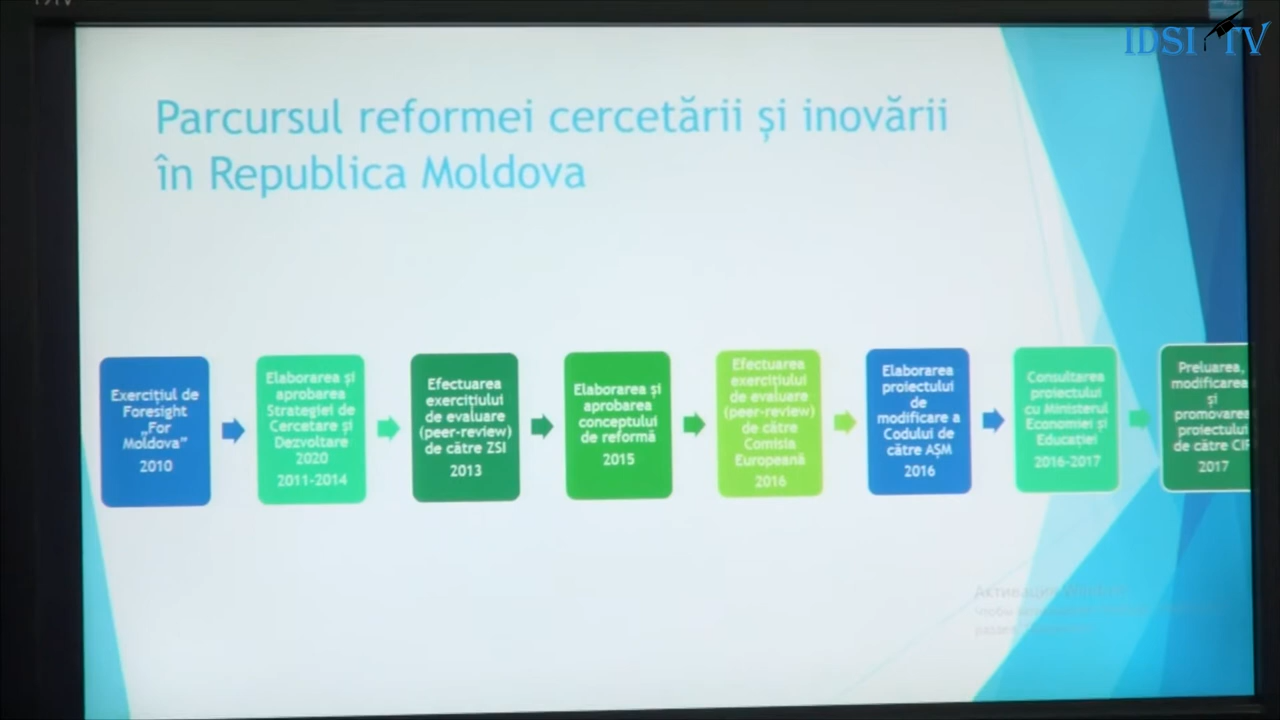 IDSI TV
Parcursul reformei cercetării și inovării
în Republica Moldova
Exercițiul de
Foresight
„For
Moldova”
2010
Elaborarea și
aprobarea
Strategiei de
Cercetare și
Dezvoltare
2020
2011-2014
Efectuarea
exercițiului
de evaluare
(peer-review)
de către ZSI
2013
Elaborarea și
aprobarea
conceptului
de reformă
2015
Efectuarea
exercițiului
de evaluare
(peer-review)
de către
Comisia
Europeană
2016
Elaborarea
proiectului
de
modificare a
Codului de
către AȘM
2016
Consultarea
proiectului
cu Ministerul
Economiei și
Educației
2016-2017
Preluarea,
modificarea
și
promovarea
proiectului
de către
2017
Активация